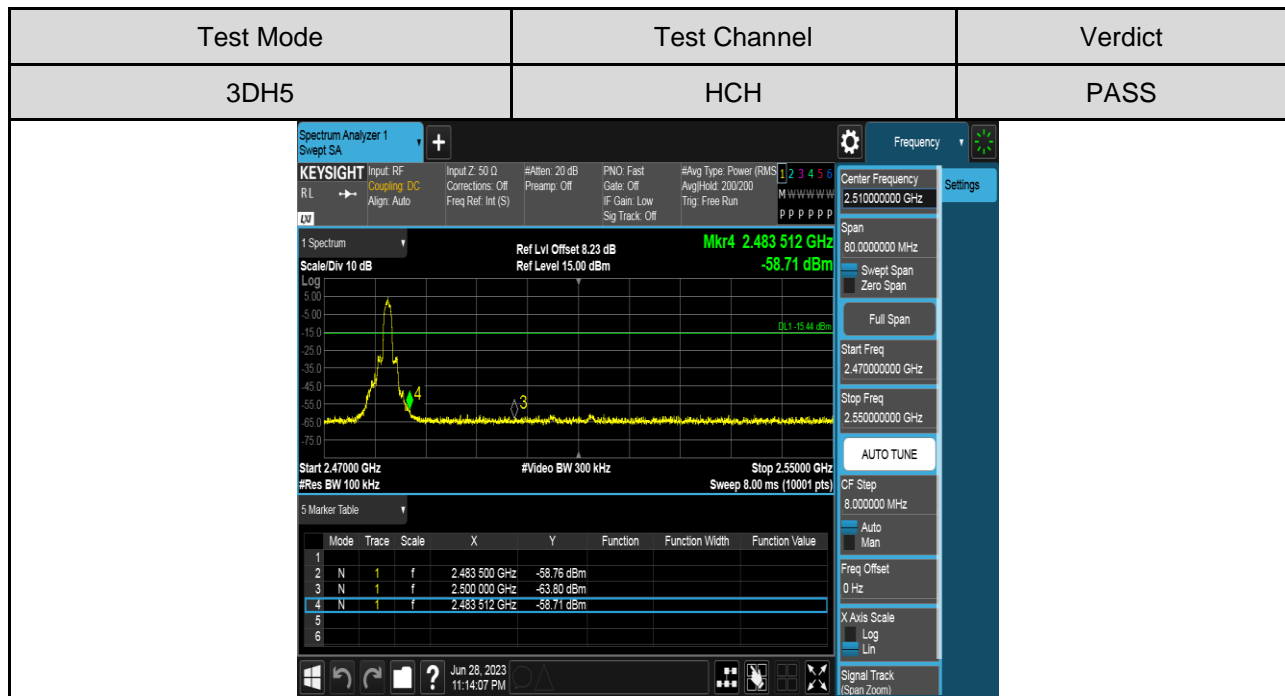 Test Mode Test Channel Verdict
3DH5 HCH PASS
Spectrum Analyzer 1
Swept SA
+
Frequency
KEYSIGHT Input: RF Input Z: 50 Ω #Atten: 20 dB PNO: Fast #Avg Type: Power (RMS 1 2 3 4 5 6
RL Coupling: DC Corrections: Off Preamp: Off Gate: Off Avg|Hold: 200/200 M W W W W W
Align: Auto Freq Ref: Int (S) IF Gain: Low Trig: Free Run
LXI Sig Track: Off P P P P P P
Center Frequency
2.510000000 GHz
Settings
Span
80.0000000 MHz
Swept Span
Zero Span
Full Span
Start Freq
2.470000000 GHz
Stop Freq
2.550000000 GHz
AUTO TUNE
CF Step
8.000000 MHz
Auto
Man
Freq Offset
0 Hz
X Axis Scale
Log
Lin
Signal Track
(Span Zoom)
1 Spectrum Ref Lvl Offset 8.23 dB Mkr4 2.483 512 GHz
Scale/Div 10 dB Ref Level 15.00 dBm -58.71 dBm
Log
5.00
-5.00
-15.0 DL1 -15.44 dBm
-25.0
-35.0
-45.0
4
3
-55.0
-65.0
-75.0
Start 2.47000 GHz #Video BW 300 kHz Stop 2.55000 GHz
#Res BW 100 kHz Sweep 8.00 ms (10001 pts)
5 Marker Table
Mode Trace Scale X Y Function Function Width Function Value
1
2 N 1 f 2.483 500 GHz -58.76 dBm
3 N 1 f 2.500 000 GHz -63.80 dBm
4 N 1 f 2.483 512 GHz -58.71 dBm
5
6
? Jun 28, 2023
11:14:07 PM